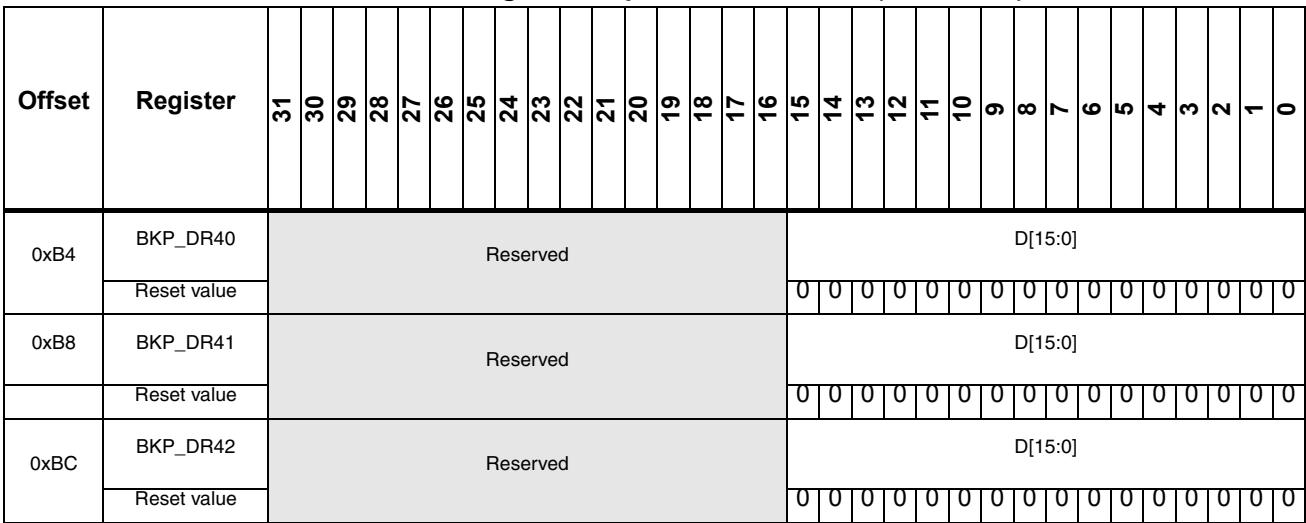 Offset Register 31 30 29 28 27 26 25 24 23 22 21 20 19 18 17 16 15 14 13 12 11 10 9 8 7 6 5 4 3 2 1 0
0xB4 BKP_DR40 Reserved D[15:0]
Reset value 0 0 0 0 0 0 0 0 0 0 0 0 0 0 0 0
0xB8 BKP_DR41 Reserved D[15:0]
Reset value 0 0 0 0 0 0 0 0 0 0 0 0 0 0 0 0
0xBC BKP_DR42 Reserved D[15:0]
Reset value 0 0 0 0 0 0 0 0 0 0 0 0 0 0 0 0